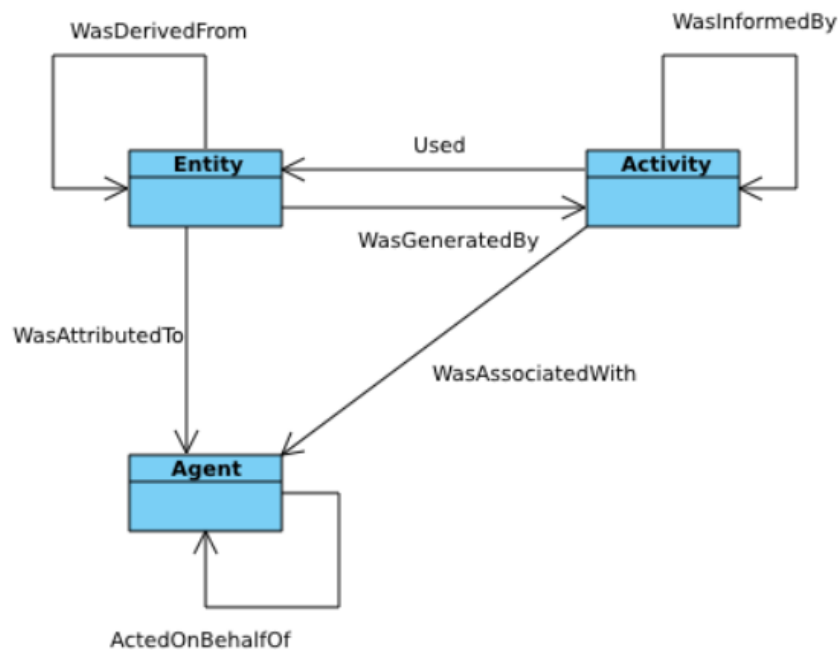 WasDerivedFrom
WasInformedBy
Used
Entity
Activity
WasGeneratedBy
WasAttributedTo
WasAssociatedWith
Agent
ActedOnBehalfOf